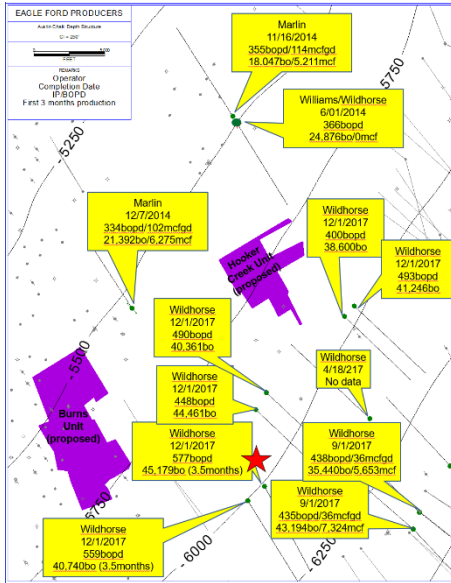 EAGLE FORD PRODUCERS
Austin Chalk Depth Structure
REMARKS
Operator
Completion Date
IP/BOPD
First 3 months production
Marlin
11/16/2014
355bopd/114mcfgd
18.047bo/5.211mcf
Williams/Wildhorse
6/01/2014
366bopd
24,876bo/0mcf
5750
-5250
Marlin
12/7/2014
334bopd/102mcfgd
21,392bo/6,275mcf
Wildhorse
12/1/2017
400bopd
38,600bo
Wildhorse
12/1/2017
493bopd
41,246bo
Hooker
Creek Unit
(proposed)
Wildhorse
12/1/2017
490bopd
40,361bo
-5500
Wildhorse
4/18/217
No data
Wildhorse
12/1/2017
448bopd
44,461bo
Burns
Unit
(proposed)
Wildhorse
12/1/2017
577bopd
45,179bo (3.5months)
Wildhorse
9/1/2017
438bopd/36mcfgd
35,440bo/5,653mcf
Wildhorse
9/1/2017
435bopd/36mcfgd
43,194bo/7,324mcf
5750
Wildhorse
12/1/2017
559bopd
40,740bo (3.5months)
-6000
-6250